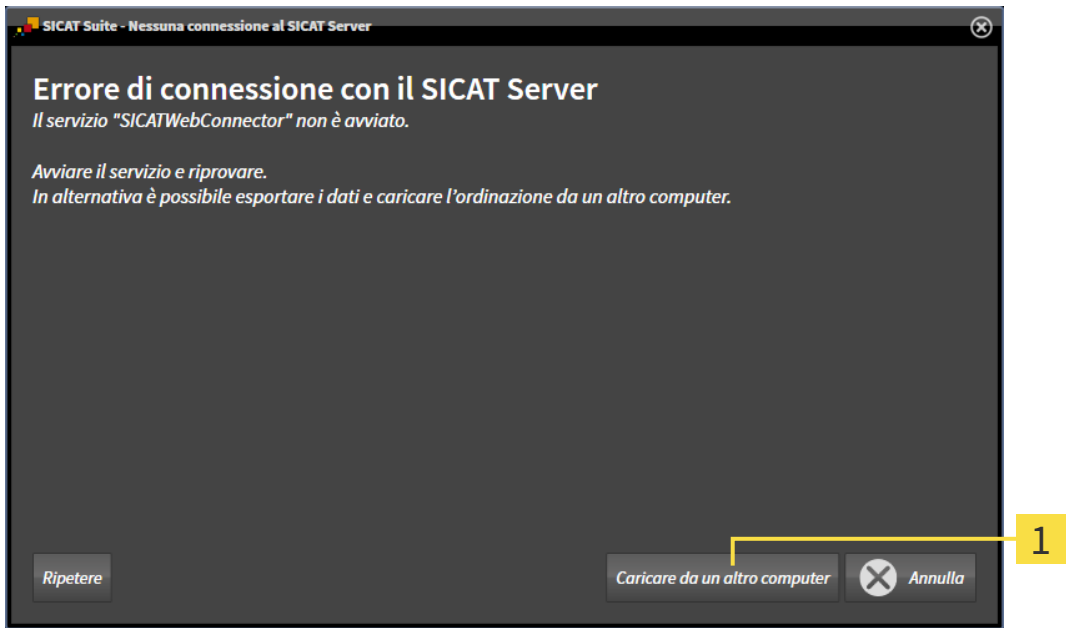 SICAT Suite - Nessuna connessione al SICAT Server
Errore di connessione con il SICAT Server
Il servizio "SICATWebConnector" non è avviato.
Avviare il servizio e riprovare.
In alternativa è possibile esportare i dati e caricare l'ordinazione da un altro computer.
1
Ripetere
Caricare da un altro computer
Annulla